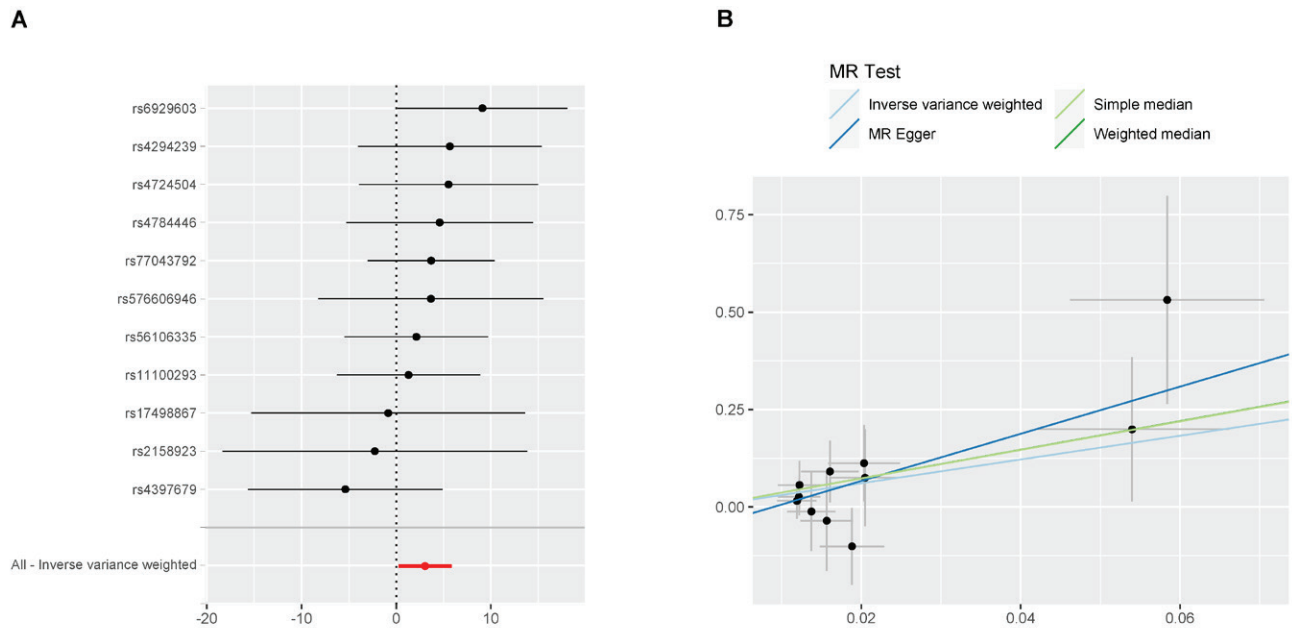 A
rs6929603
rs4294239
rs4724504
rs4784446
rs77043792
rs576606946
rs56106335
rs11100293
rs17498867
rs2158923
rs4397679
All - Inverse variance weighted
-20 0 10
B
MR Test
Inverse variance weighted Simple median
MR Egger Weighted median
0.75
0.50
0.25
0.00
0.02 0.04 0.06